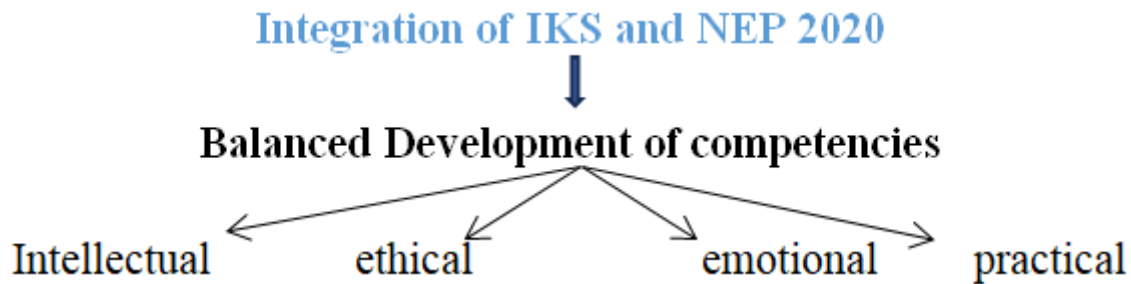 Integration of IKS and NEP 2020
Balanced Development of competencies
Intellectual ethical emotional practical